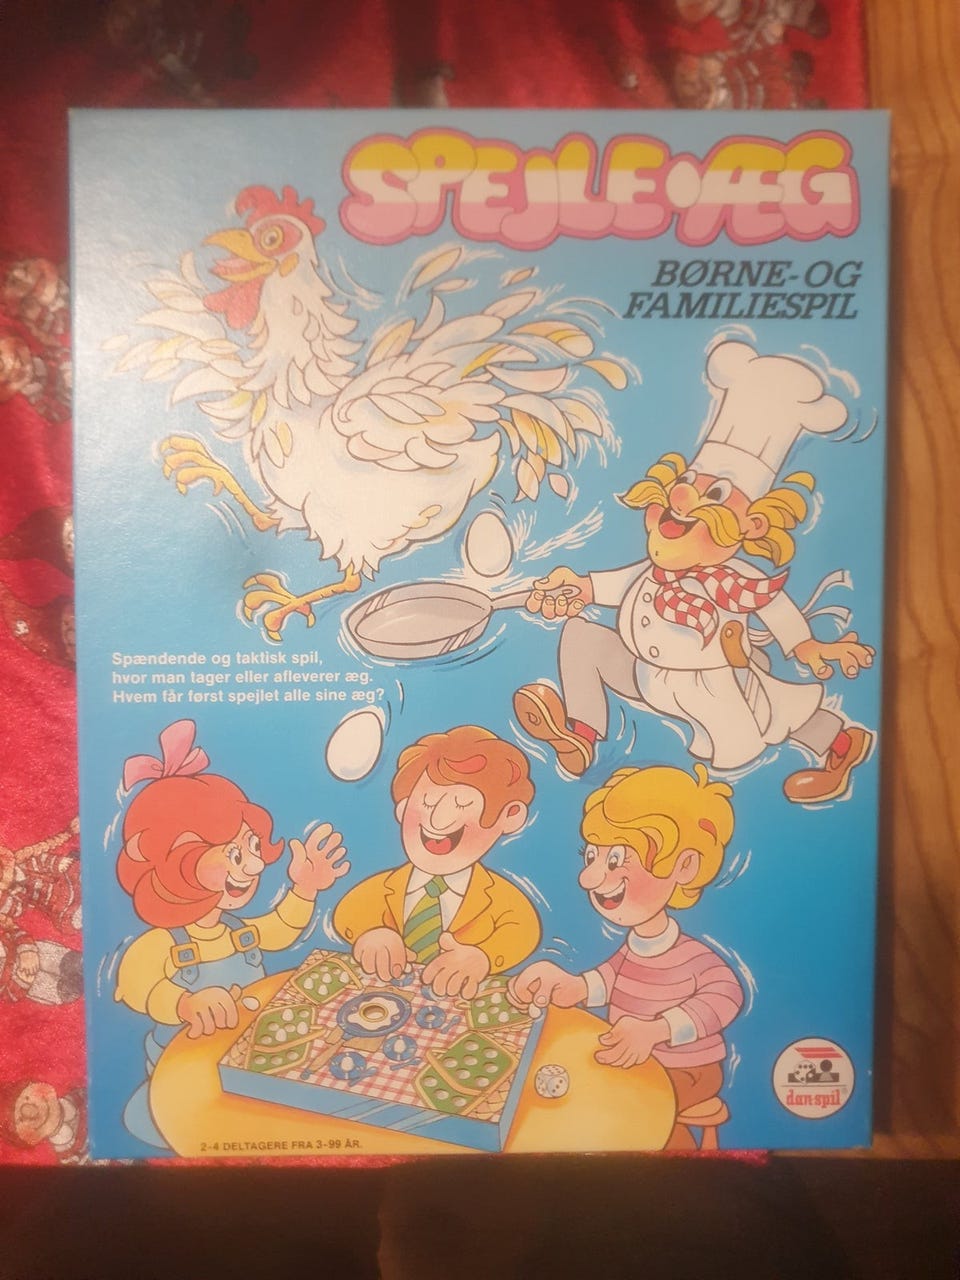 SPEJLE•ÆG
BØRNE-OG
FAMILIESPIL
Spændende og taktisk spil,
hvor man tager eller afleverer æg.
Hvem får først spejlet alle sine æg?
dan-spil®
2-4 DELTAGERE FRA 3-99 ÅR.